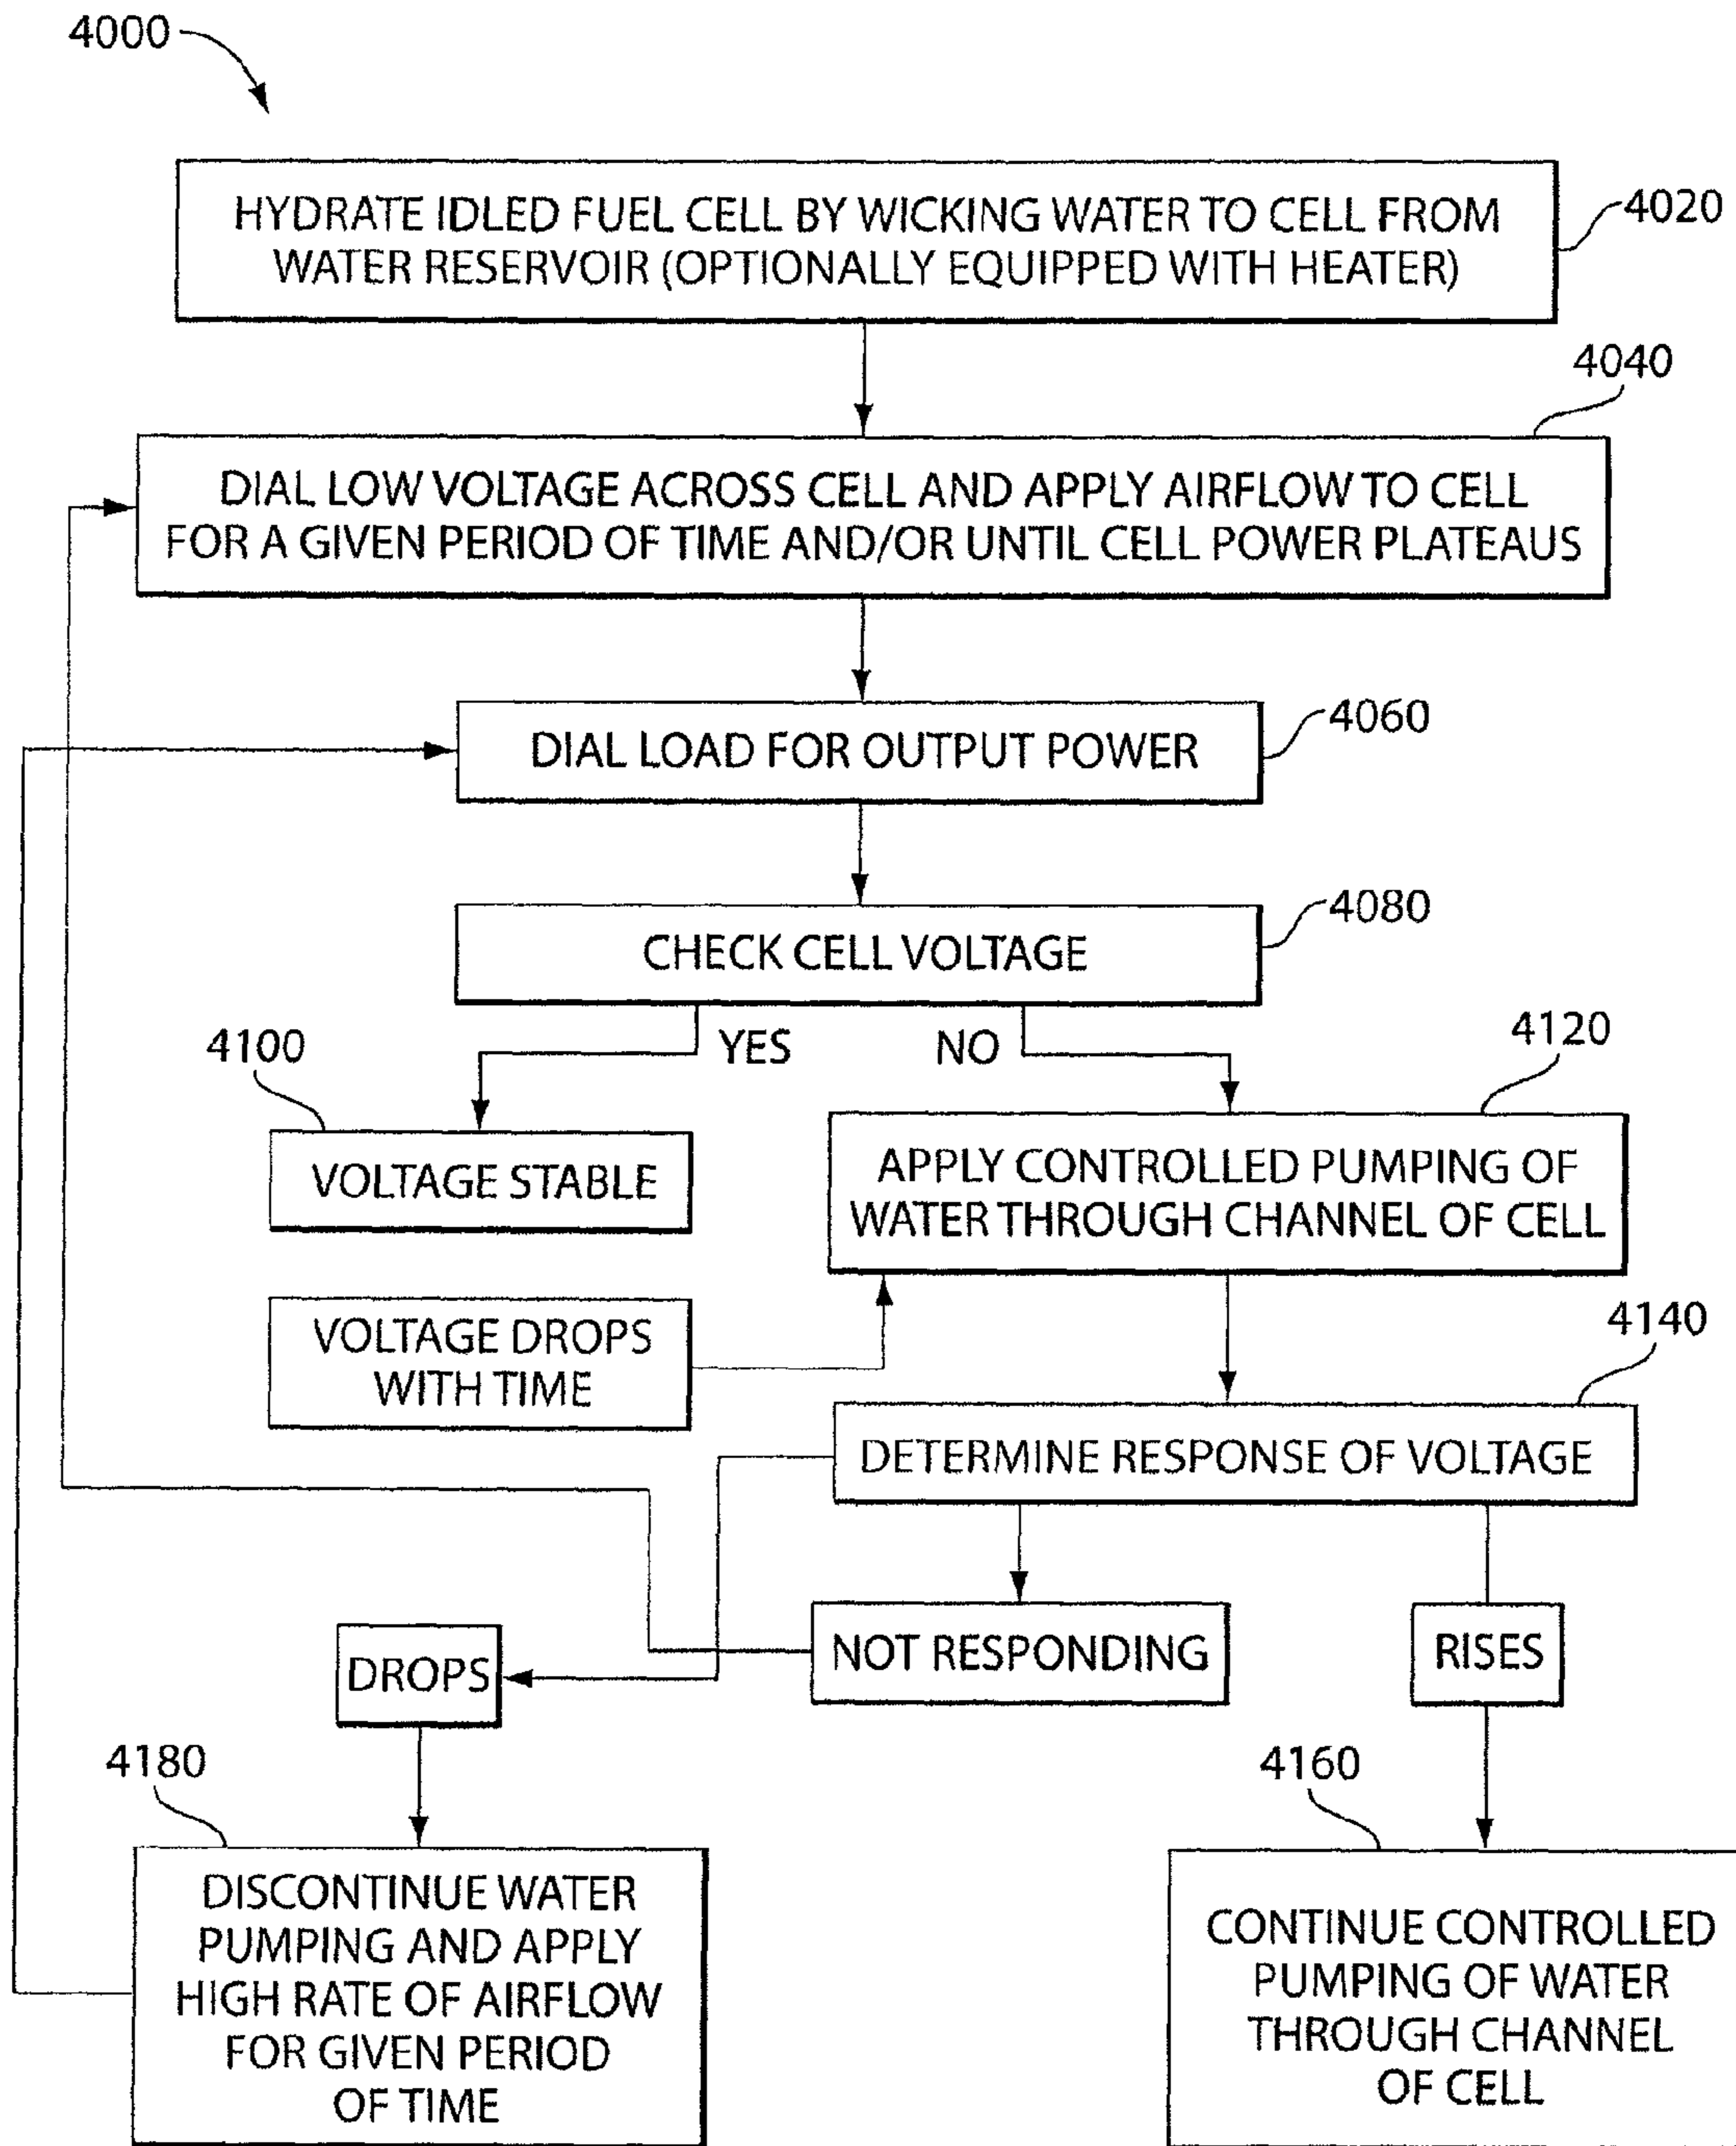 4000
HYDRATE IDLED FUEL CELL BY WICKING WATER TO CELL FROM
WATER RESERVOIR (OPTIONALLY EQUIPPED WITH HEATER)
4020
4040
DIAL LOW VOLTAGE ACROSS CELL AND APPLY AIRFLOW TO CELL
FOR A GIVEN PERIOD OF TIME AND/OR UNTIL CELL POWER PLATEAUS
DIAL LOAD FOR OUTPUT POWER
4060
CHECK CELL VOLTAGE
4080
YES
NO
4100
VOLTAGE STABLE
4120
APPLY CONTROLLED PUMPING OF
WATER THROUGH CHANNEL OF CELL
VOLTAGE DROPS
WITH TIME
4140
DETERMINE RESPONSE OF VOLTAGE
DROPS
NOT RESPONDING
RISES
4180
DISCONTINUE WATER
PUMPING AND APPLY
HIGH RATE OF AIRFLOW
FOR GIVEN PERIOD
OF TIME
4160
CONTINUE CONTROLLED
PUMPING OF WATER
THROUGH CHANNEL
OF CELL